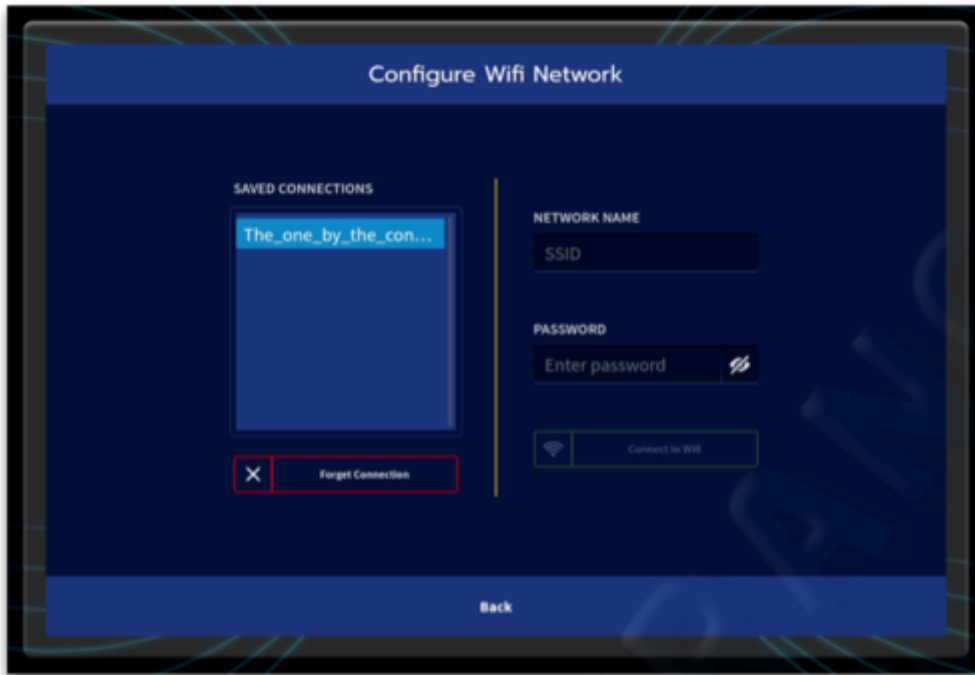 Configure Wifi Network
SAVED CONNECTIONS
The_one_by_the_con...
Forget Connection
NETWORK NAME
SSID
PASSWORD
Enter password
Connect to Wifi
Back